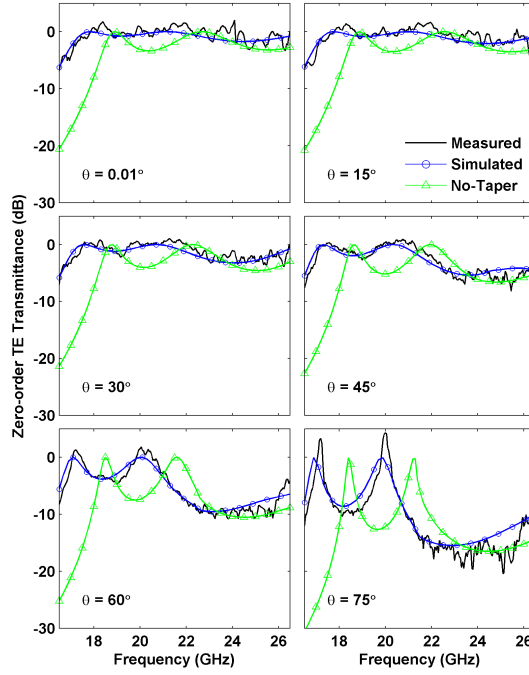 0
-10
-20
-30
θ = 0.01°
θ = 15°
Measured
Simulated
No-Taper
Zero-order TE Transmittance (dB)
0
-10
-20
-30
θ = 30°
θ = 45°
0
-10
-20
-30
θ = 60°
θ = 75°
18 20 22 24 26
18 20 22 24 26
Frequency (GHz)
Frequency (GHz)